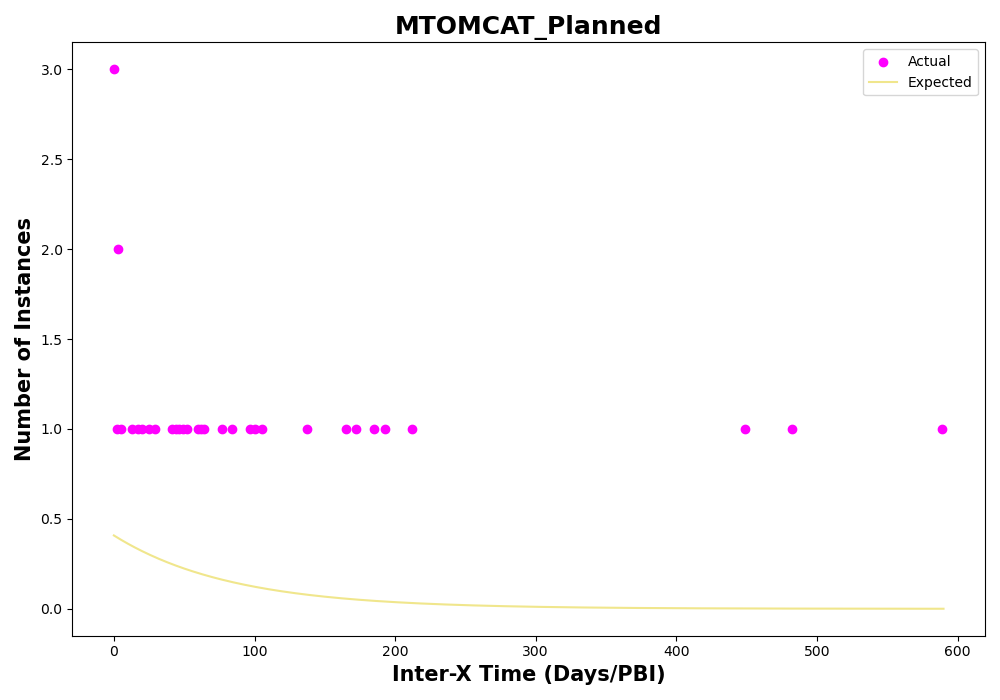 MTOMCAT_Planned
Actual
Expected
3.0
2.5
2.0
1.5
1.0
0.5
0.0
Number of Instances
0
100
200
300
400
500
600
Inter-X Time (Days/PBI)